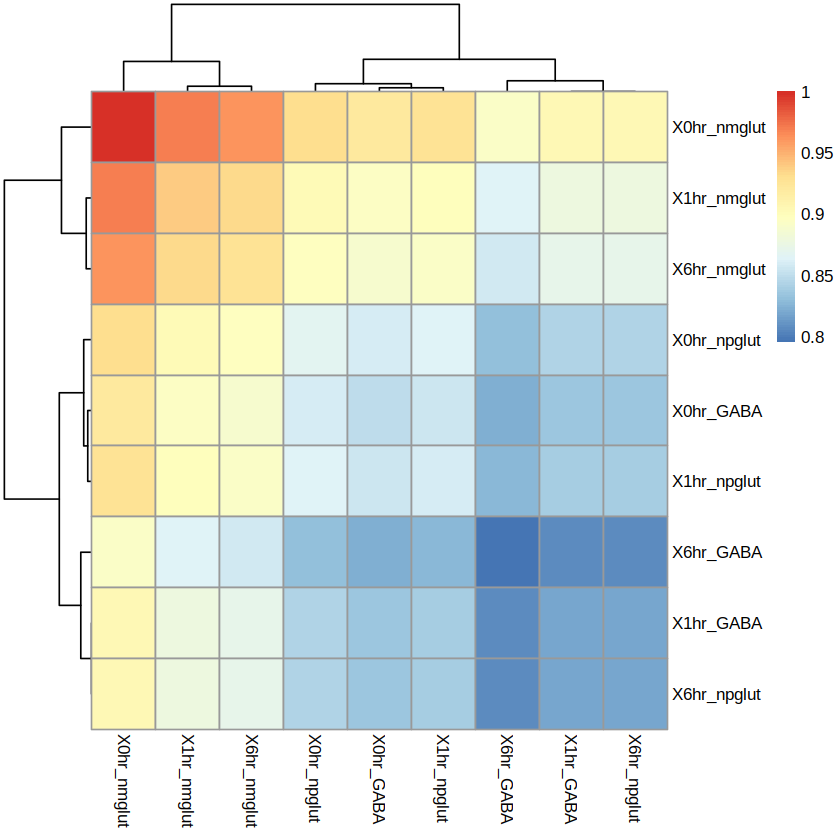 1
0.95
0.9
0.85
0.8
X0hr_nmglut
X1hr_nmglut
X6hr_nmglut
X0hr_npglut
X0hr_GABA
X1hr_npglut
X6hr_GABA
X1hr_GABA
X6hr_npglut
X0hr_nmglut
X1hr_nmglut
X6hr_nmglut
X0hr_npglut
X0hr_GABA
X1hr_npglut
X6hr_GABA
X1hr_GABA
X6hr_npglut